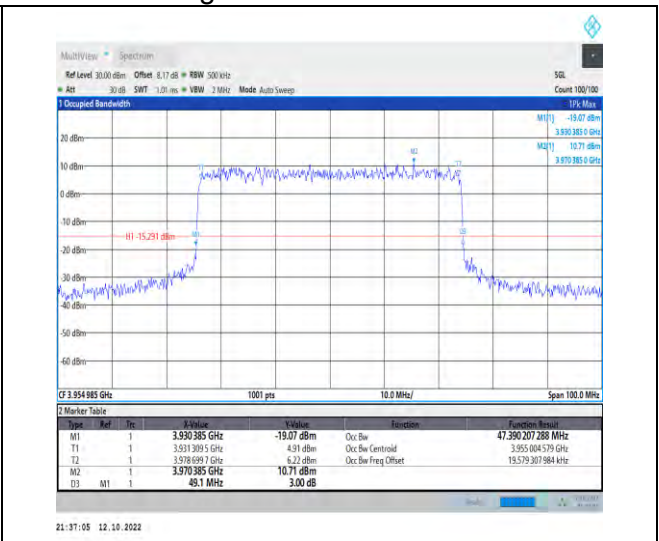 MultiView Spectrum
Ref Level 30.00 dBm Offset 8.17 dB RBW 500 kHz SGL
Att 30 dB SWT 1.01 ms VBW 2 MHz Mode Auto Sweep Count 100/100
1 Occupied Bandwidth 1Pk Max
M1[1] -19.07 dBm
3.930 385 0 GHz
M2[1] 10.71 dBm
3.970 385 0 GHz
20 dBm
M2
10 dBm
T1
0 dBm
-10 dBm
H1 -15.291 dBm
M1
-20 dBm
-30 dBm
-40 dBm
-50 dBm
-60 dBm
CF 3.954 985 GHz 1001 pts 10.0 MHz/ Span 100.0 MHz
2 Marker Table
Type Ref Trc X-Value Y-Value Function Function Result
M1 1 3.930 385 GHz -19.07 dBm Occ Bw 47.390 207 288 MHz
T1 1 3.931 309 5 GHz 4.91 dBm Occ Bw Centroid 3.955 004 579 GHz
T2 1 3.978 699 7 GHz 6.22 dBm Occ Bw Freq Offset 19.579 307 984 kHz
M2 1 3.970 385 GHz 10.71 dBm
D3 M1 1 49.1 MHz 3.00 dB
21:37:05 12.10.2022